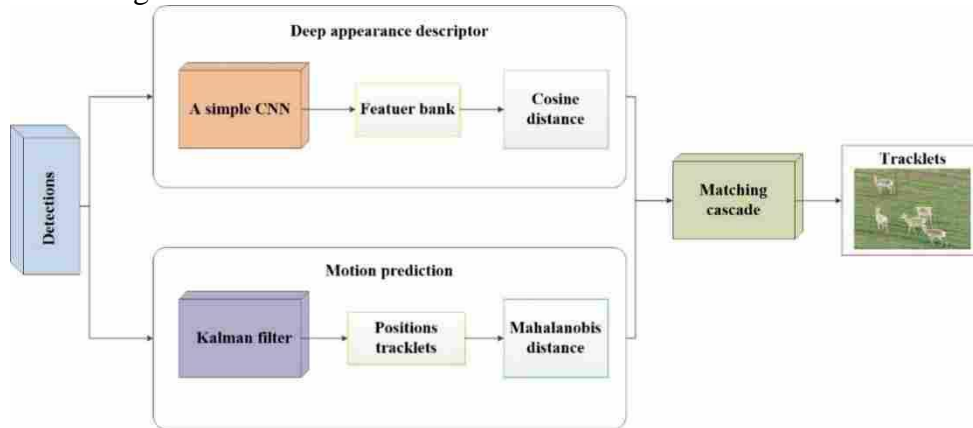 Deep appearance descriptor
A simple CNN
Featuer bank
Cosine
distance
Detections
Matching
cascade
Tracklets
Motion prediction
Kalman filter
Positions
tracklets
Mahalanobis
distance